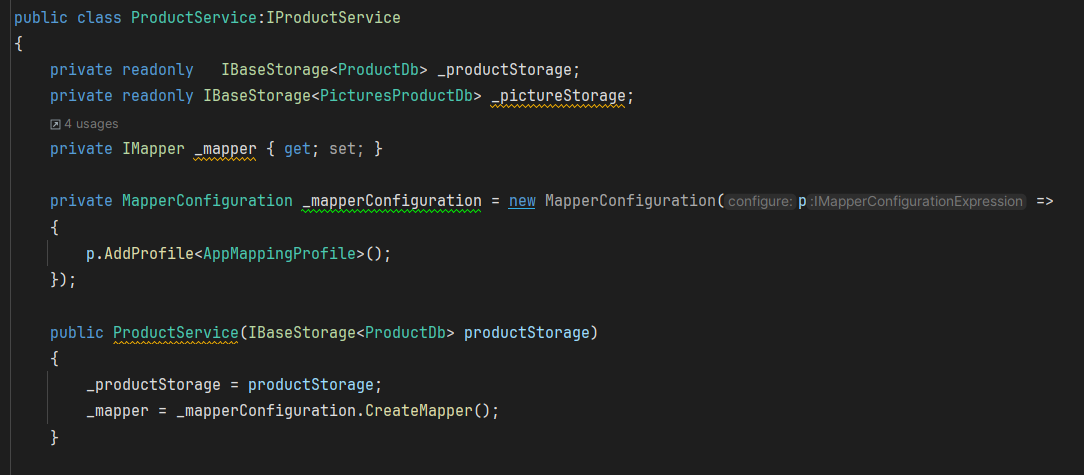 public class ProductService:IProductService
{
    private readonly   IBaseStorage<ProductDb> _productStorage;
    private readonly IBaseStorage<PicturesProductDb> _pictureStorage;
    4 usages
    private IMapper _mapper { get; set; }

    private MapperConfiguration _mapperConfiguration = new MapperConfiguration( configure: p :IMapperConfigurationExpression =>
    {
        p.AddProfile<AppMappingProfile>();
    });

    public ProductService(IBaseStorage<ProductDb> productStorage)
    {
        _productStorage = productStorage;
        _mapper = _mapperConfiguration.CreateMapper();
    }